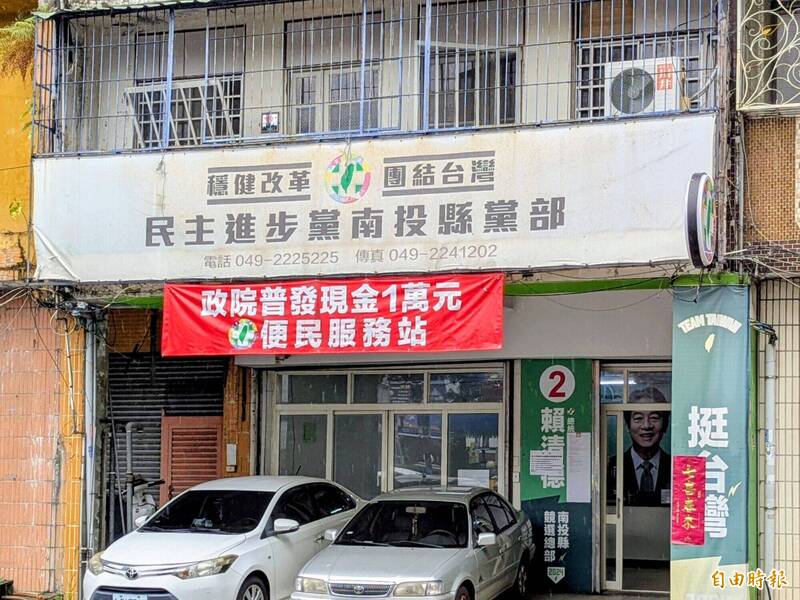 穩健改革 團結台灣
民主進步黨南投縣黨部
電話 049-2225225 傳真 049-2241202
政院普發現金1萬元
便民服務站
2
總統
賴清德
南投縣
競選總部
2024
TEAM TAIWAN
挺台灣
自由時報